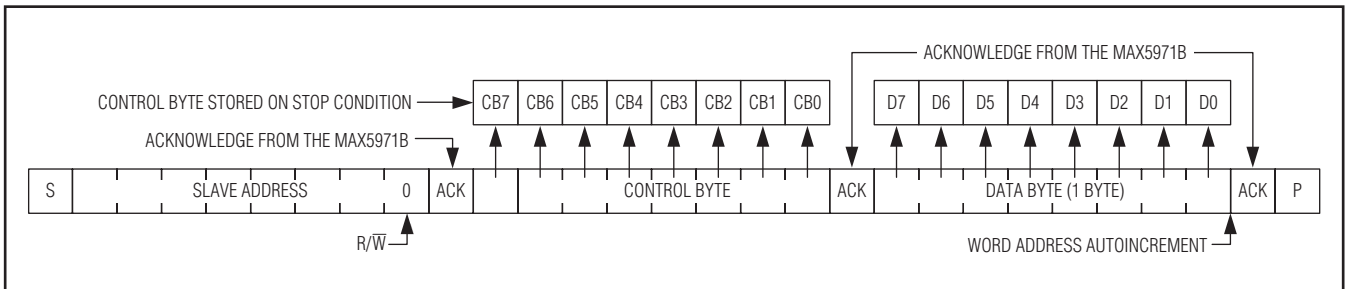 ACKNOWLEDGE FROM THE MAX5971B
CONTROL BYTE STORED ON STOP CONDITION CB7 CB6 CB5 CB4 CB3 CB2 CB1 CB0 D7 D6 D5 D4 D3 D2 D1 D0
ACKNOWLEDGE FROM THE MAX5971B
S SLAVE ADDRESS 0 ACK CONTROL BYTE ACK DATA BYTE (1 BYTE) ACK P
R/W̅ WORD ADDRESS AUTOINCREMENT